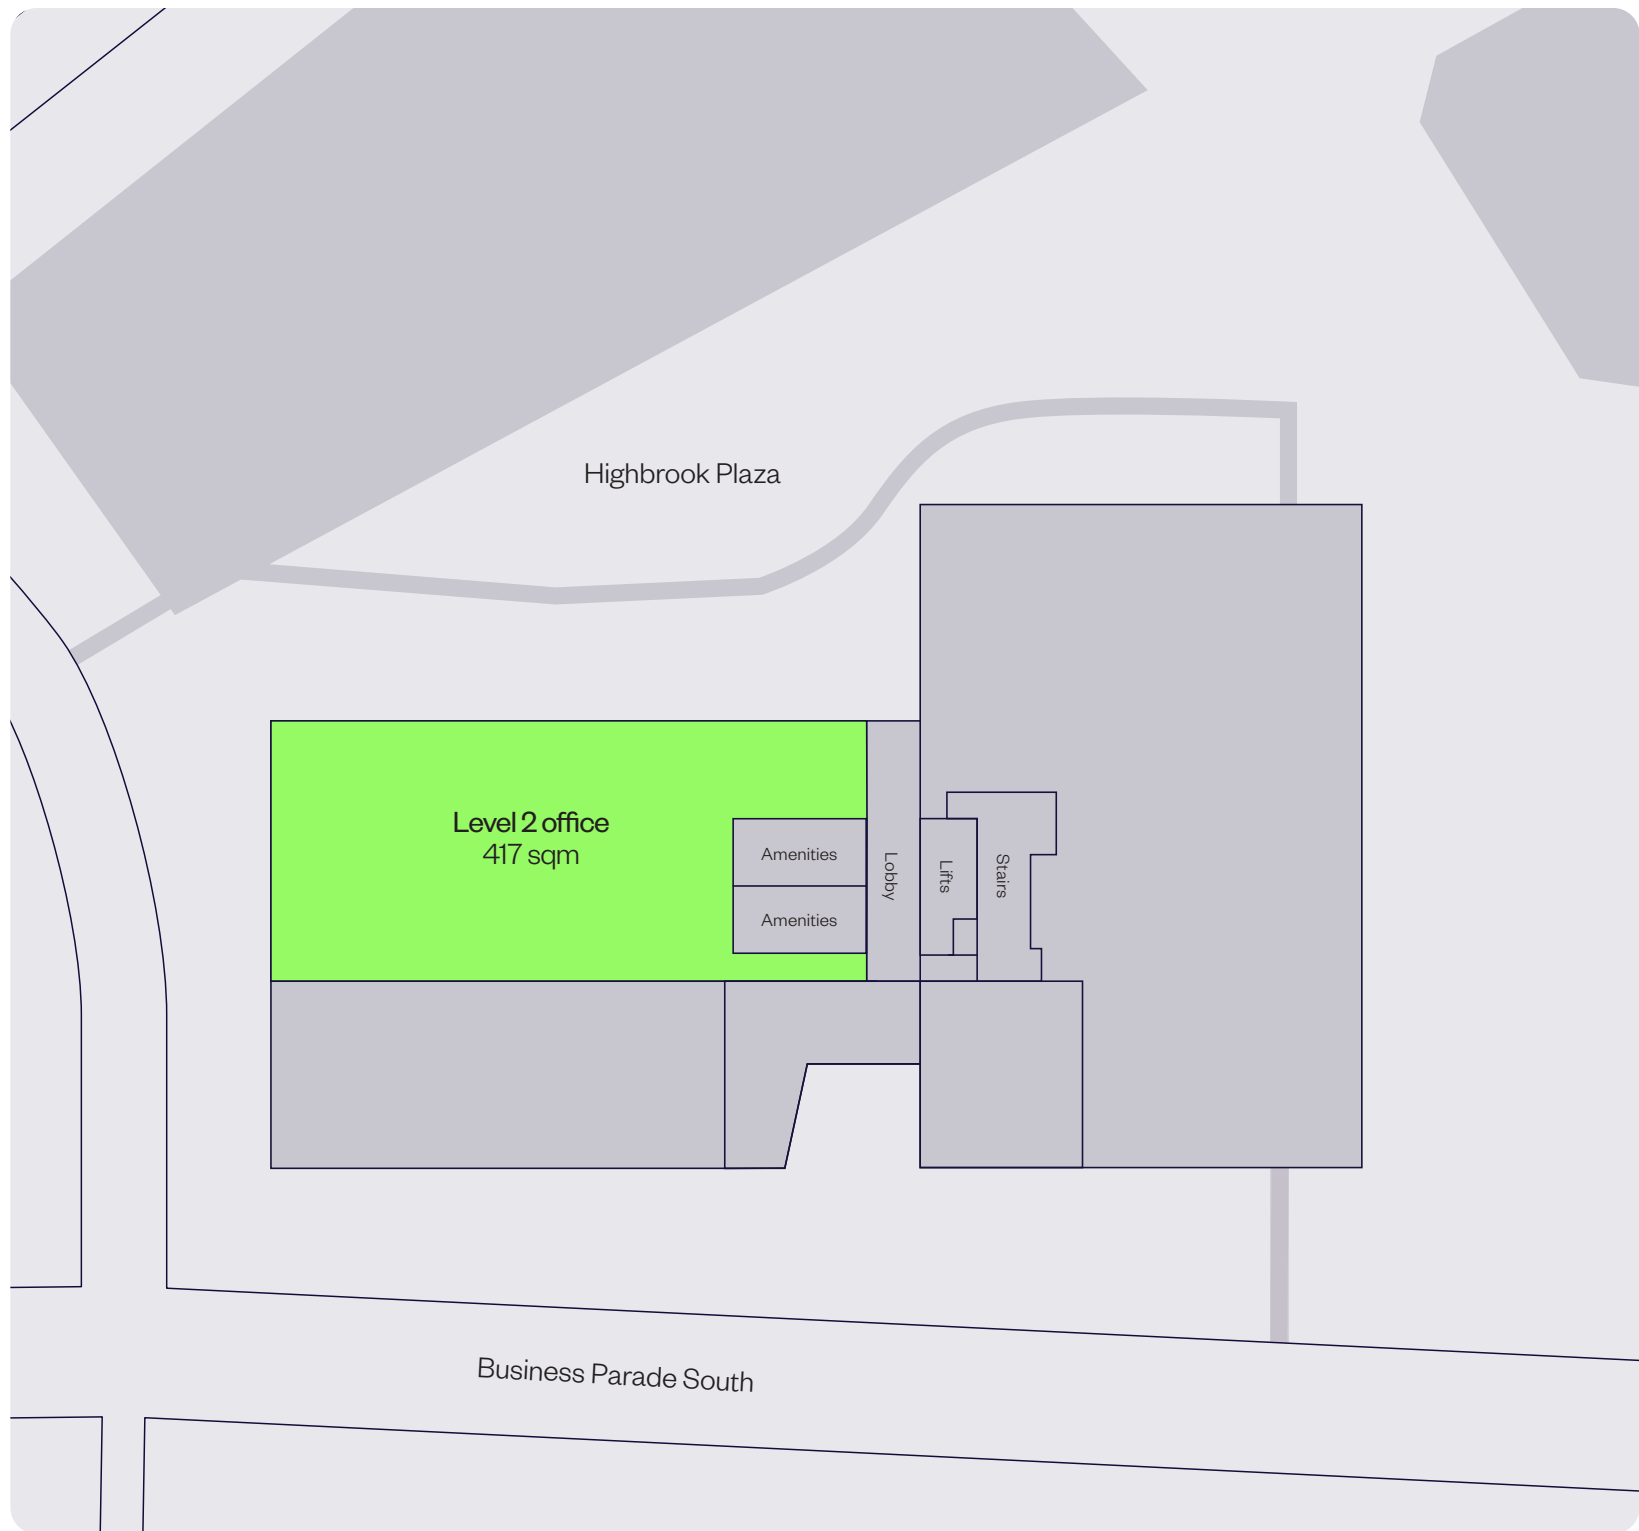 Highbrook Plaza
Level 2 office
417 sqm
Amenities
Amenities
Lobby
Lifts
Stairs
Business Parade South